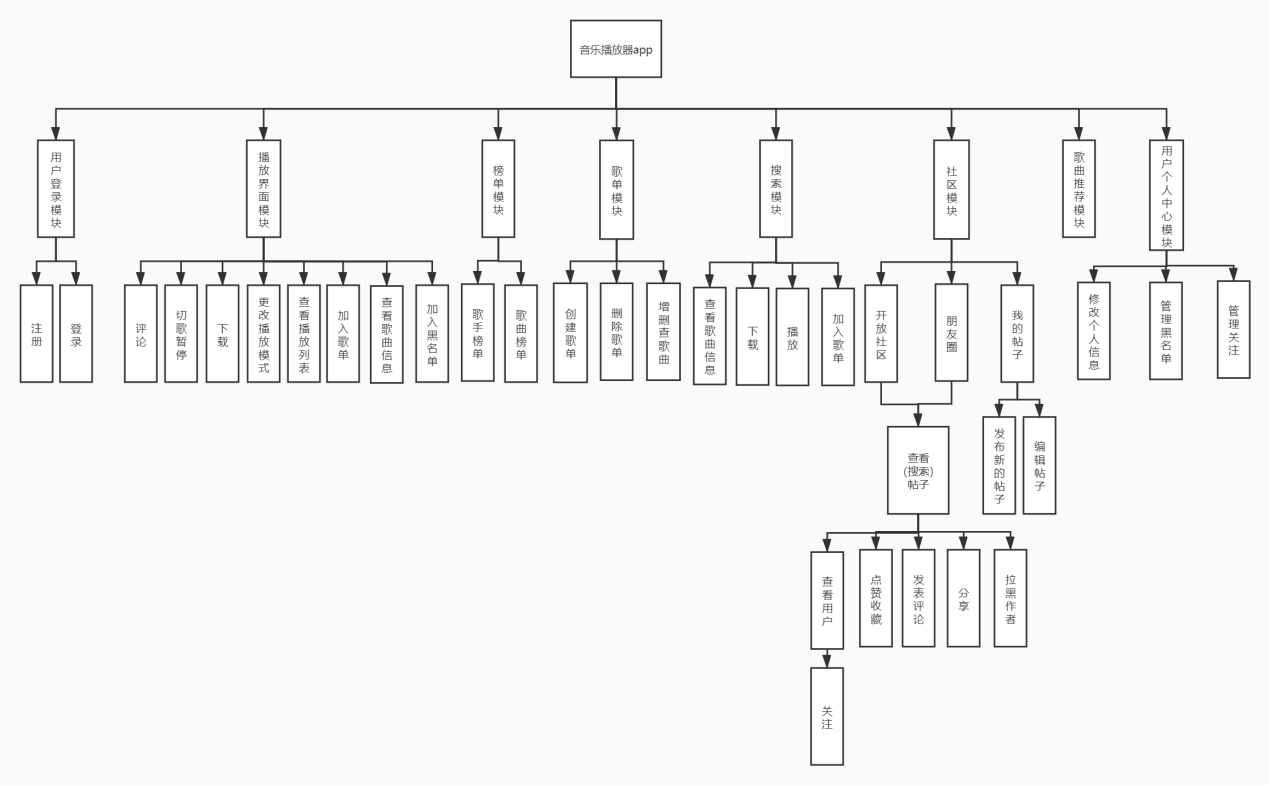 音乐播放器app
用户登录模块
播放界面模块
榜单模块
歌单模块
搜索模块
社区模块
歌曲推荐模块
用户个人中心模块
注册
登录
评论
切歌暂停
下载
更改播放模式
查看播放列表
加入歌单
查看歌曲信息
加入黑名单
歌手榜单
歌曲榜单
创建歌单
删除歌单
增删查歌曲
查看歌曲信息
下载
播放
加入歌单
开放社区
朋友圈
我的帖子
修改个人信息
管理黑名单
管理关注
查看
(搜索)
帖子
发布新的帖子
编辑帖子
查看用户
点赞收藏
发表评论
分享
拉黑作者
关注